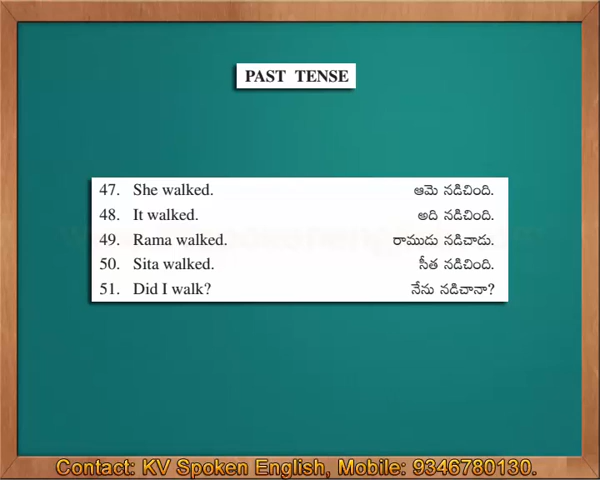 PAST TENSE
47. She walked. ఆమె నడిచింది.
48. It walked. అది నడిచింది.
49. Rama walked. రాముడు నడిచాడు.
50. Sita walked. సీత నడిచింది.
51. Did I walk? నేను నడిచానా?
Contact: KV Spoken English, Mobile: 9346780130.